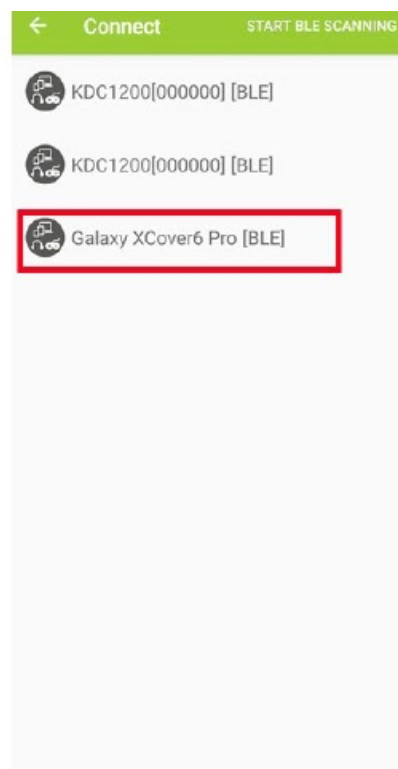 Connect START BLE SCANNING
KDC1200[000000] [BLE]
KDC1200[000000] [BLE]
Galaxy XCover6 Pro [BLE]